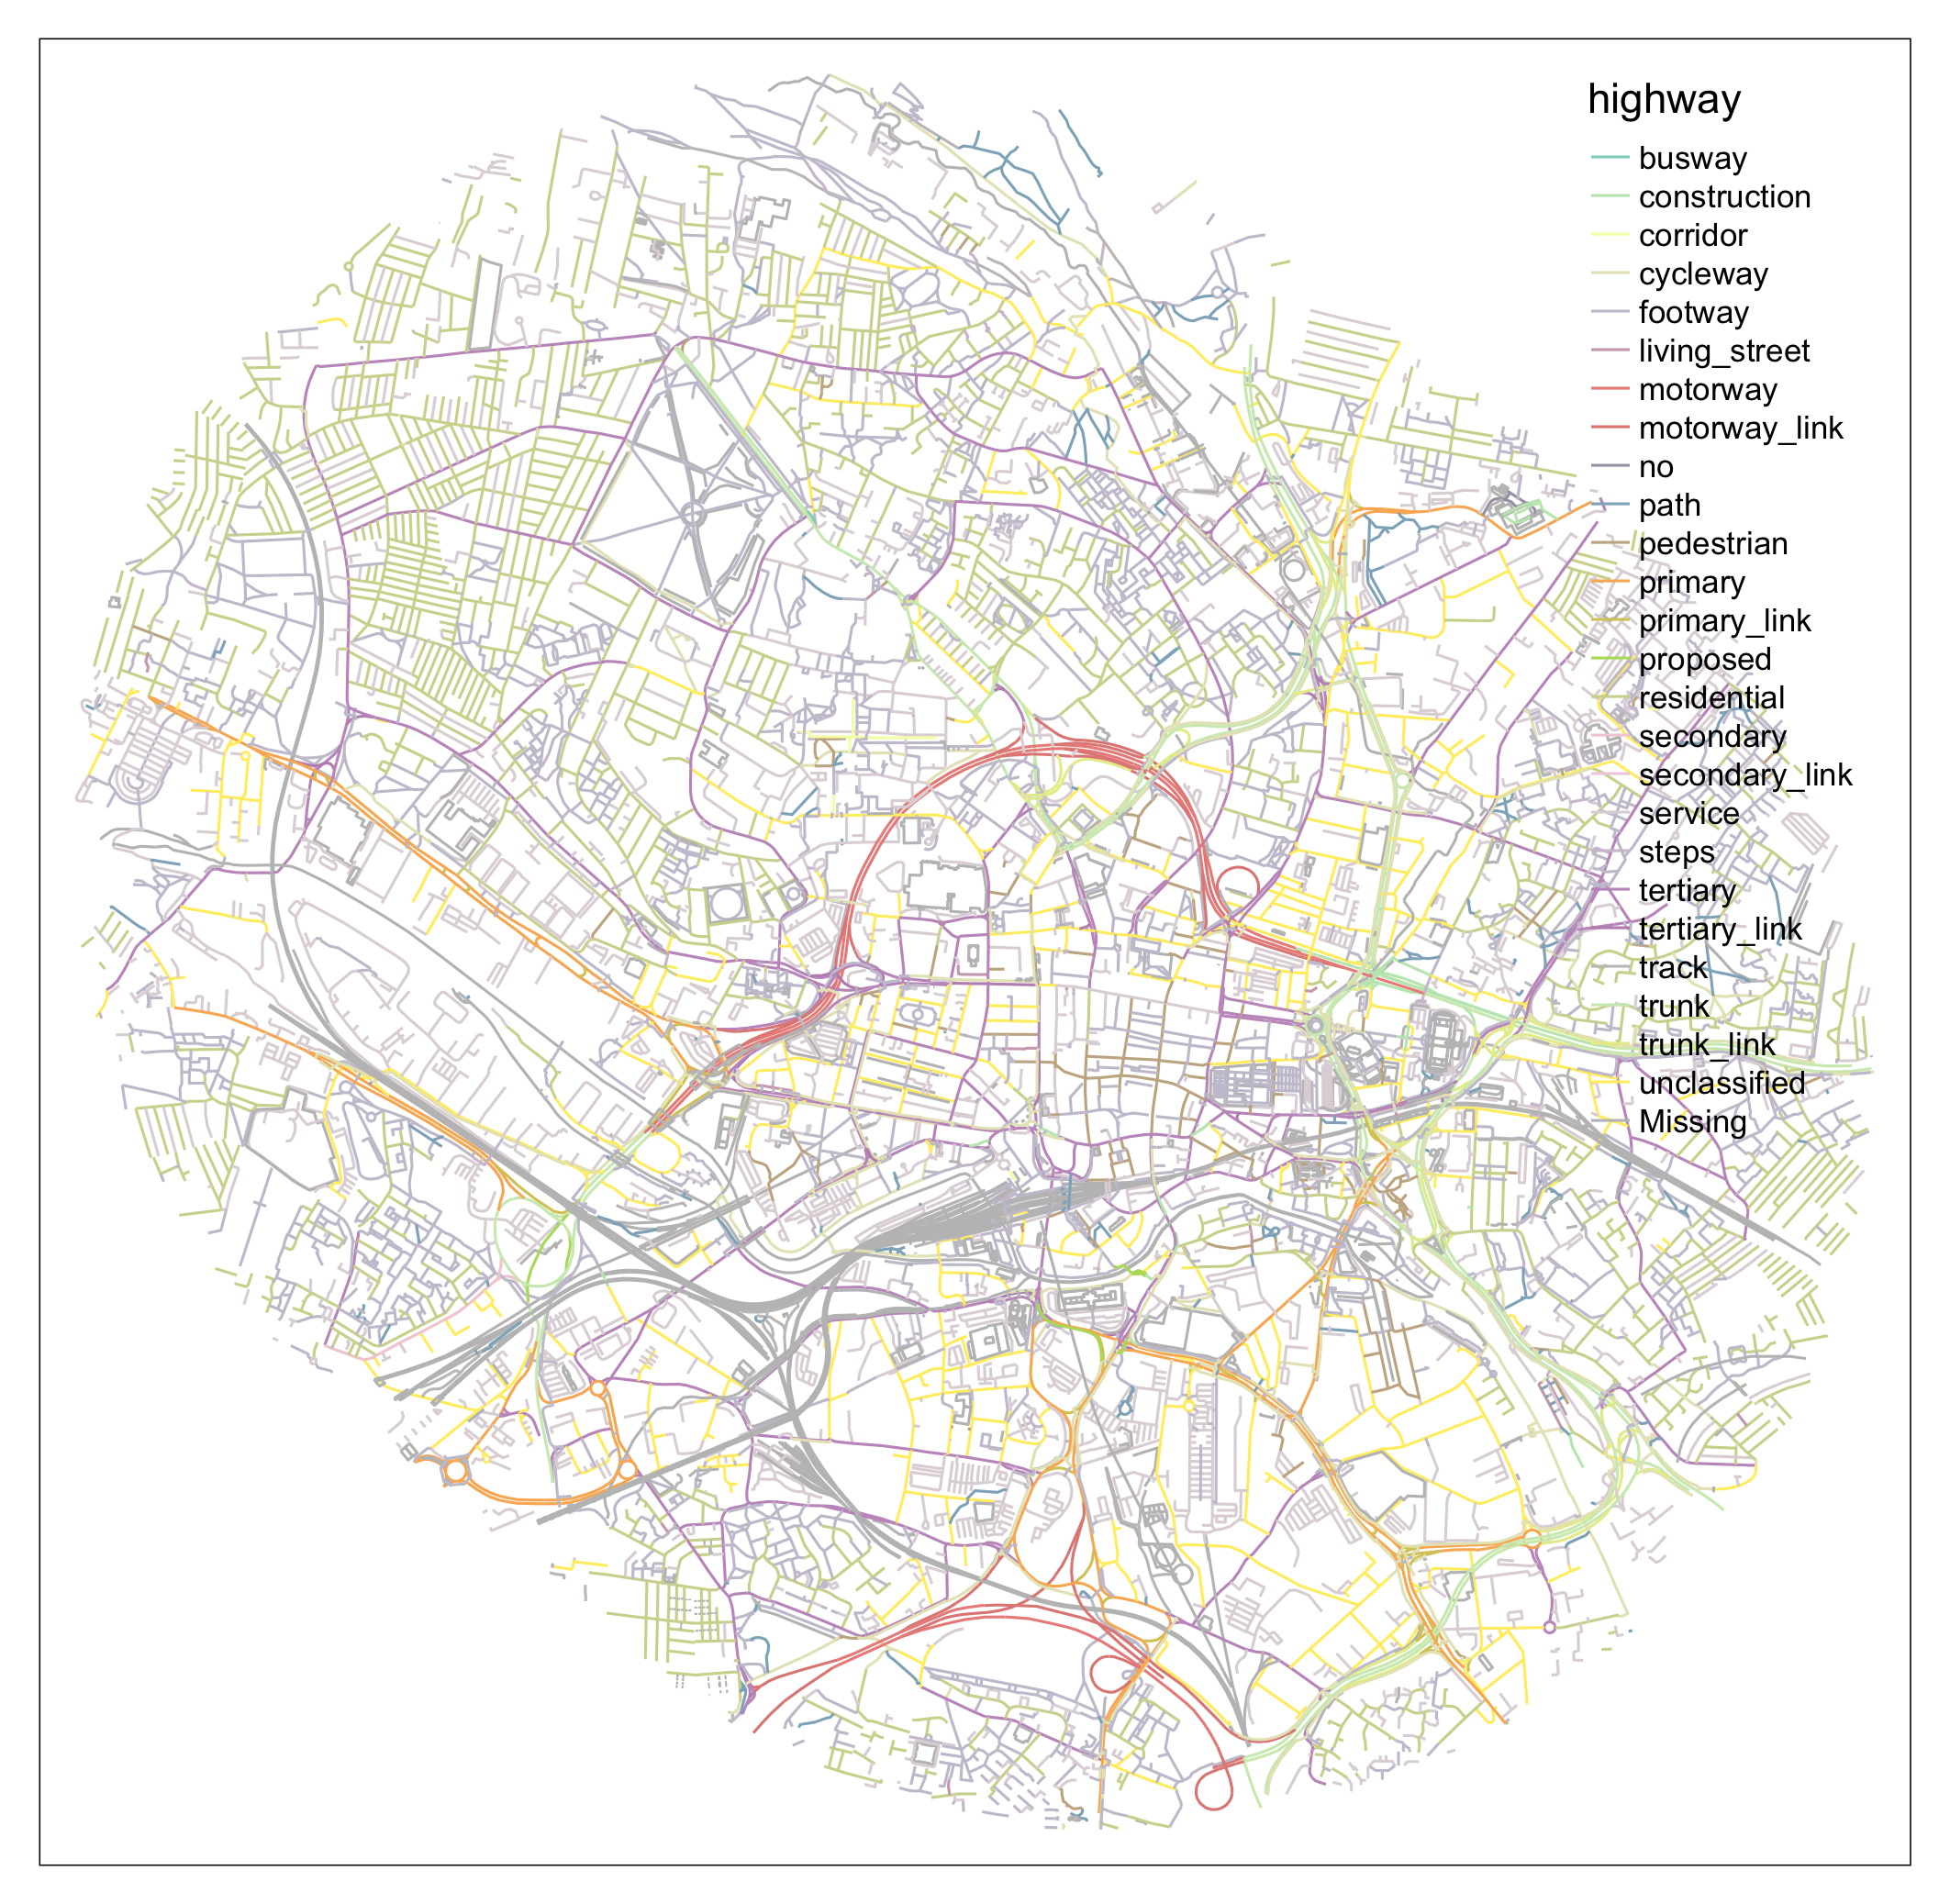 highway
busway
construction
corridor
cycleway
footway
living_street
motorway
motorway_link
no
path
pedestrian
primary
primary_link
proposed
residential
secondary
secondary_link
service
steps
tertiary
tertiary_link
track
trunk
trunk_link
unclassified
Missing